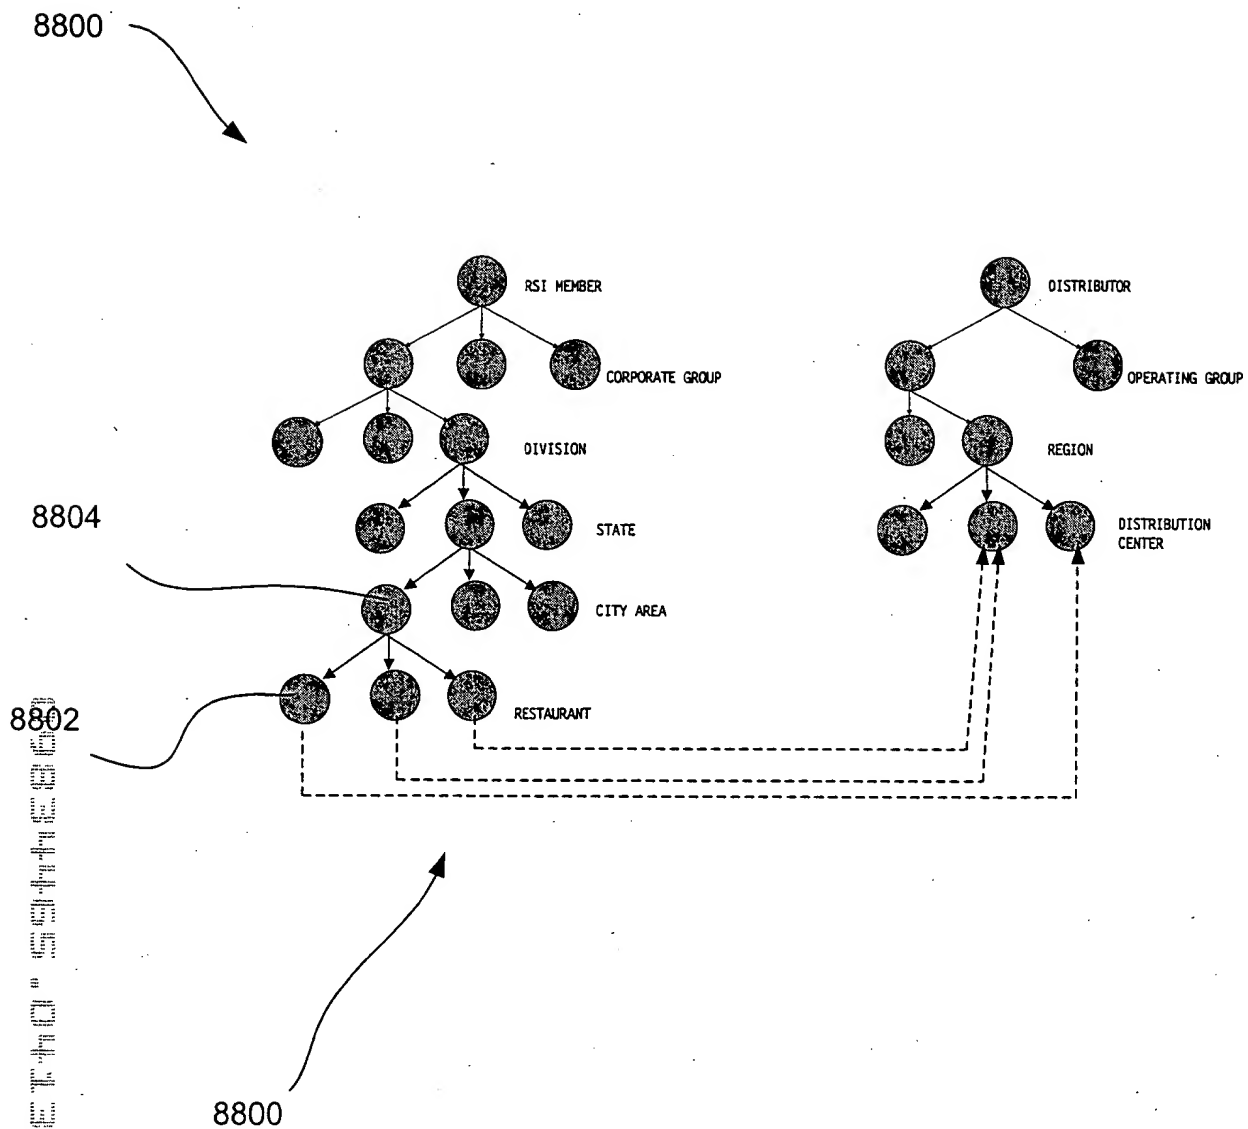 8800
RSI MEMBER
DISTRIBUTOR
CORPORATE GROUP
OPERATING GROUP
DIVISION
REGION
8804
STATE
DISTRIBUTION
CENTER
CITY AREA
8802
RESTAURANT
8800